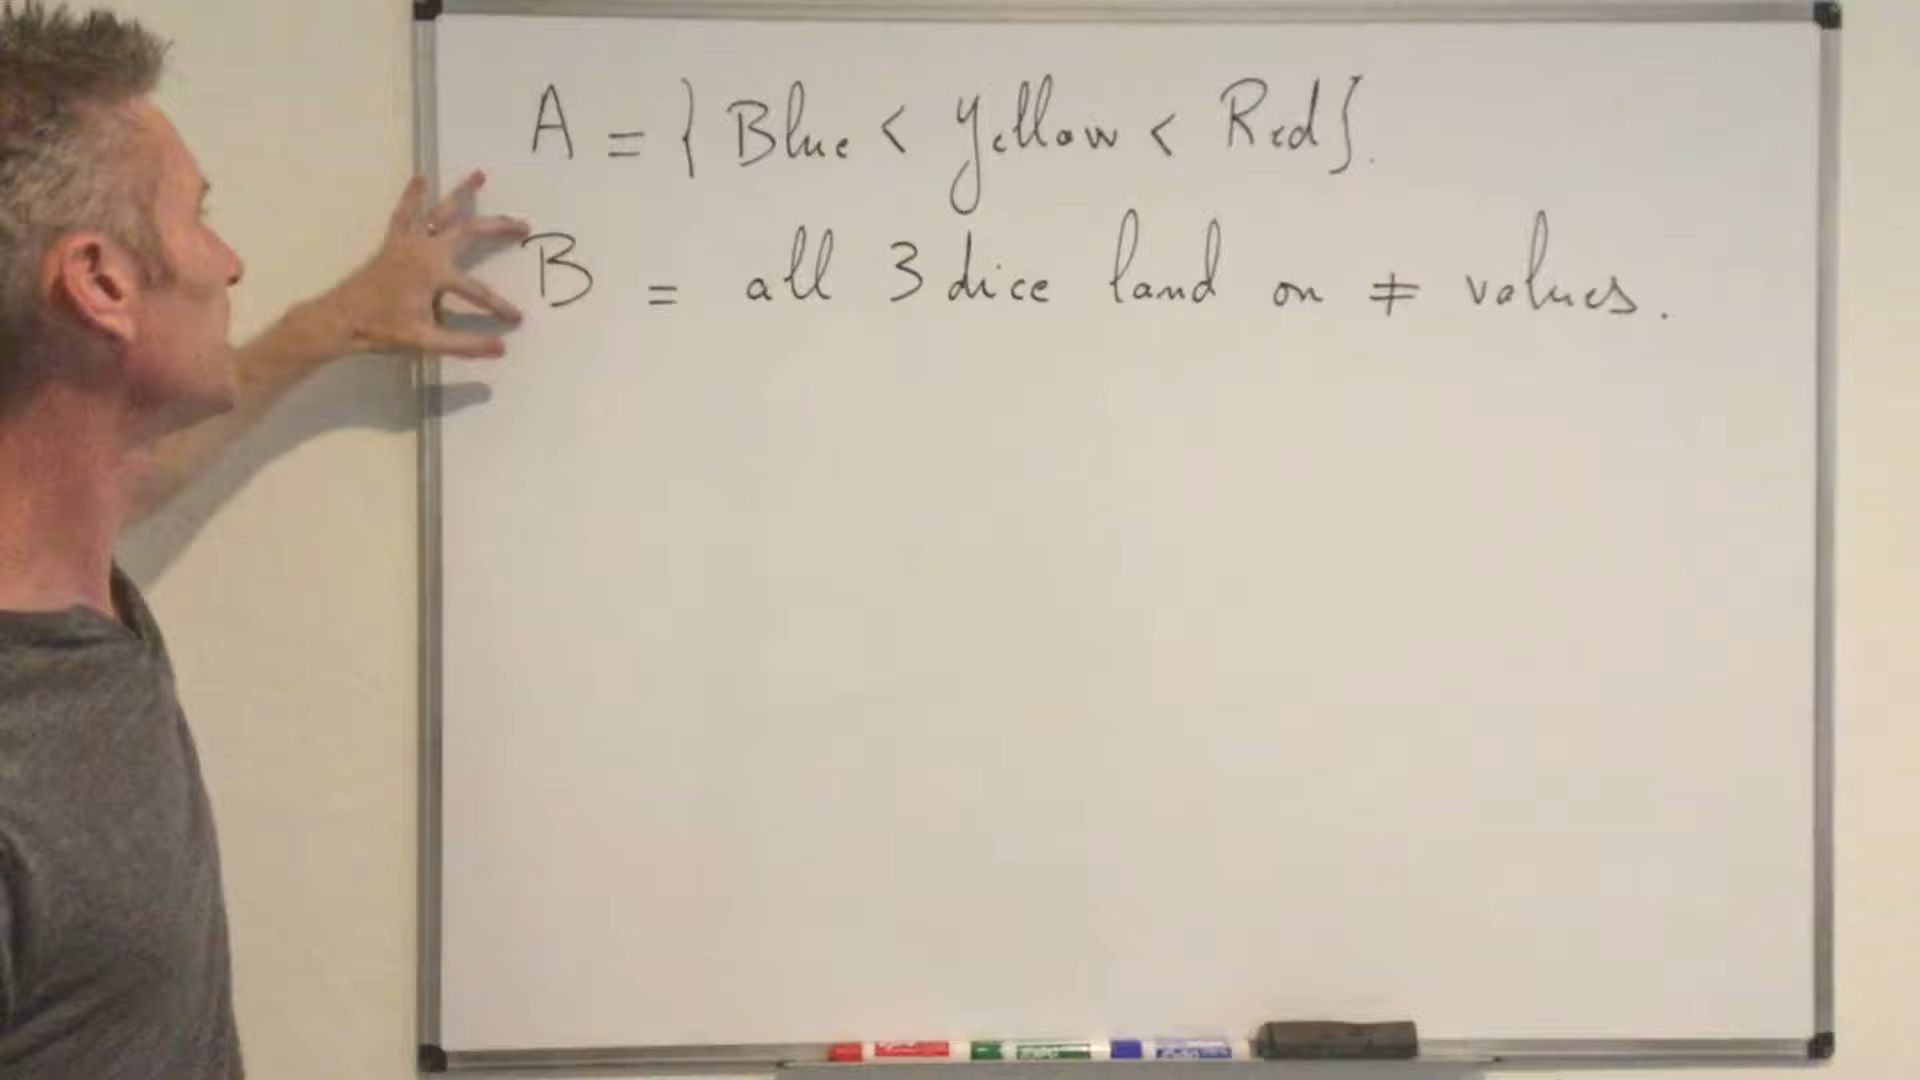 A = { Blue < Yellow < Red}.
B = all 3 dice land on ≠ values.